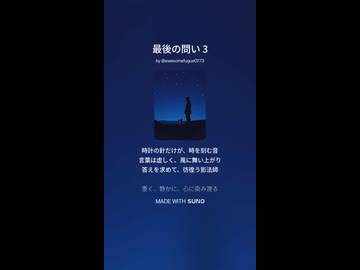 最後の問い 3
by @awesomefugue0773
時計の針だけが、時を刻む音
言葉は虚しく、風に舞い上がり
答えを求めて、彷徨う影法師
重く、静かに、心に染み渡る
MADE WITH SUNO